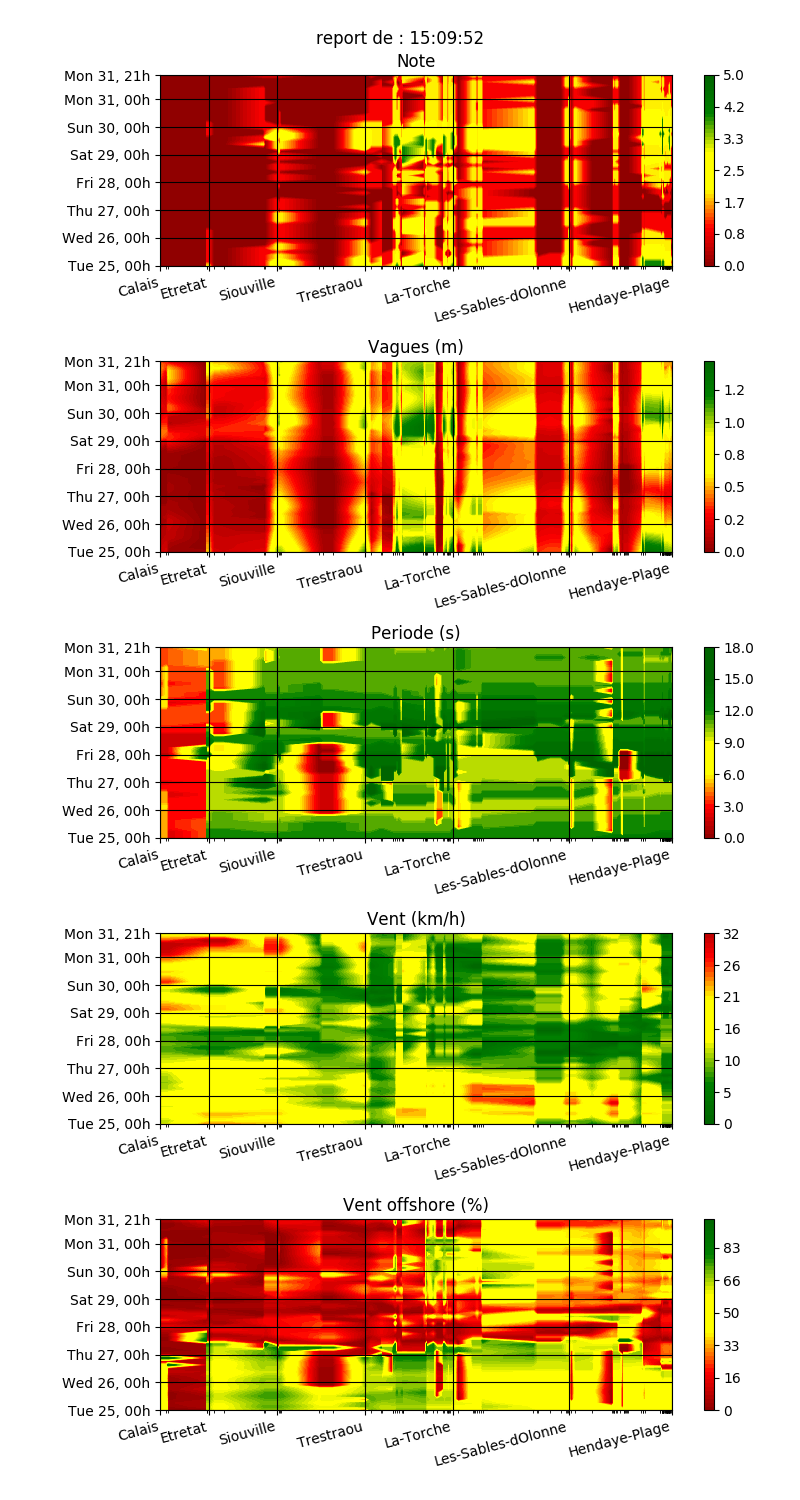 report de : 15:09:52
Note
Mon 31, 21h
Mon 31, 00h
Sun 30, 00h
Sat 29, 00h
Fri 28, 00h
Thu 27, 00h
Wed 26, 00h
Tue 25, 00h
Calais
Etretat
Siouville
Trestraou
La-Torche
Les-Sables-dOlonne
Hendaye-Plage
5.0
4.2
3.3
2.5
1.7
0.8
0.0
Vagues (m)
Mon 31, 21h
Mon 31, 00h
Sun 30, 00h
Sat 29, 00h
Fri 28, 00h
Thu 27, 00h
Wed 26, 00h
Tue 25, 00h
Calais
Etretat
Siouville
Trestraou
La-Torche
Les-Sables-dOlonne
Hendaye-Plage
1.2
1.0
0.8
0.5
0.2
0.0
Periode (s)
Mon 31, 21h
Mon 31, 00h
Sun 30, 00h
Sat 29, 00h
Fri 28, 00h
Thu 27, 00h
Wed 26, 00h
Tue 25, 00h
Calais
Etretat
Siouville
Trestraou
La-Torche
Les-Sables-dOlonne
Hendaye-Plage
18.0
15.0
12.0
9.0
6.0
3.0
0.0
Vent (km/h)
Mon 31, 21h
Mon 31, 00h
Sun 30, 00h
Sat 29, 00h
Fri 28, 00h
Thu 27, 00h
Wed 26, 00h
Tue 25, 00h
Calais
Etretat
Siouville
Trestraou
La-Torche
Les-Sables-dOlonne
Hendaye-Plage
32
26
21
16
10
5
0
Vent offshore (%)
Mon 31, 21h
Mon 31, 00h
Sun 30, 00h
Sat 29, 00h
Fri 28, 00h
Thu 27, 00h
Wed 26, 00h
Tue 25, 00h
Calais
Etretat
Siouville
Trestraou
La-Torche
Les-Sables-dOlonne
Hendaye-Plage
83
66
50
33
16
0